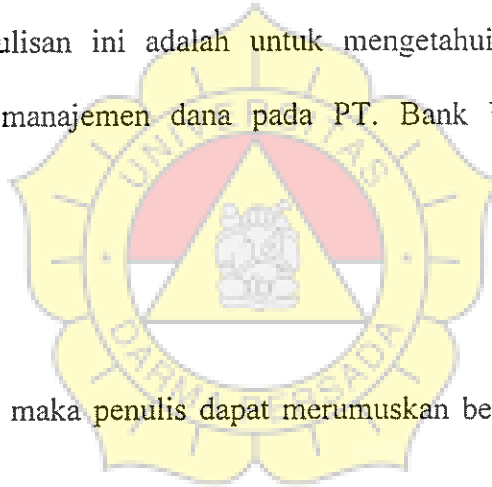 ulisan ini adalah untuk mengetahui
manajemen dana pada PT. Bank
UNIVERSITAS
DARMA PERSADA
maka penulis dapat merumuskan be